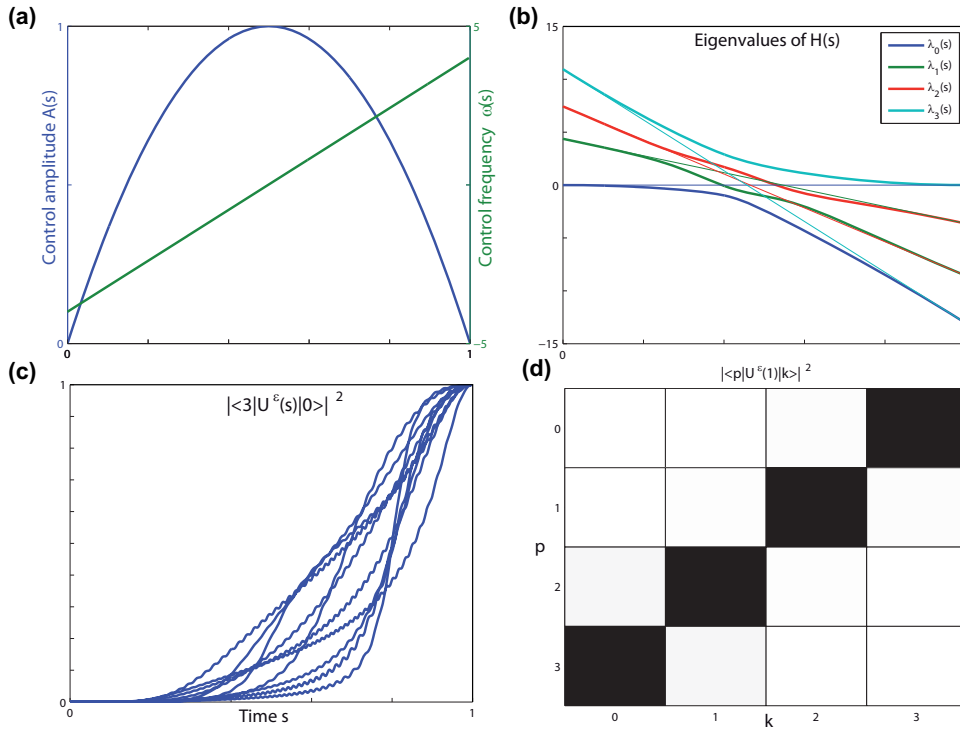 (a)
1
5
Control amplitude A(s)
Control frequency ω(s)
0
-5
0
1
(b)
15
Eigenvalues of H(s)
λ₀(s)
λ₁(s)
λ₂(s)
λ₃(s)
0
−15
0
(c)
1
|<3|U ᵋ(s)|0>| ²
0
0
Time s
1
(d)
|<p|U ᵋ(1)|k>| ²
0
1
p
2
3
0
1
k
2
3